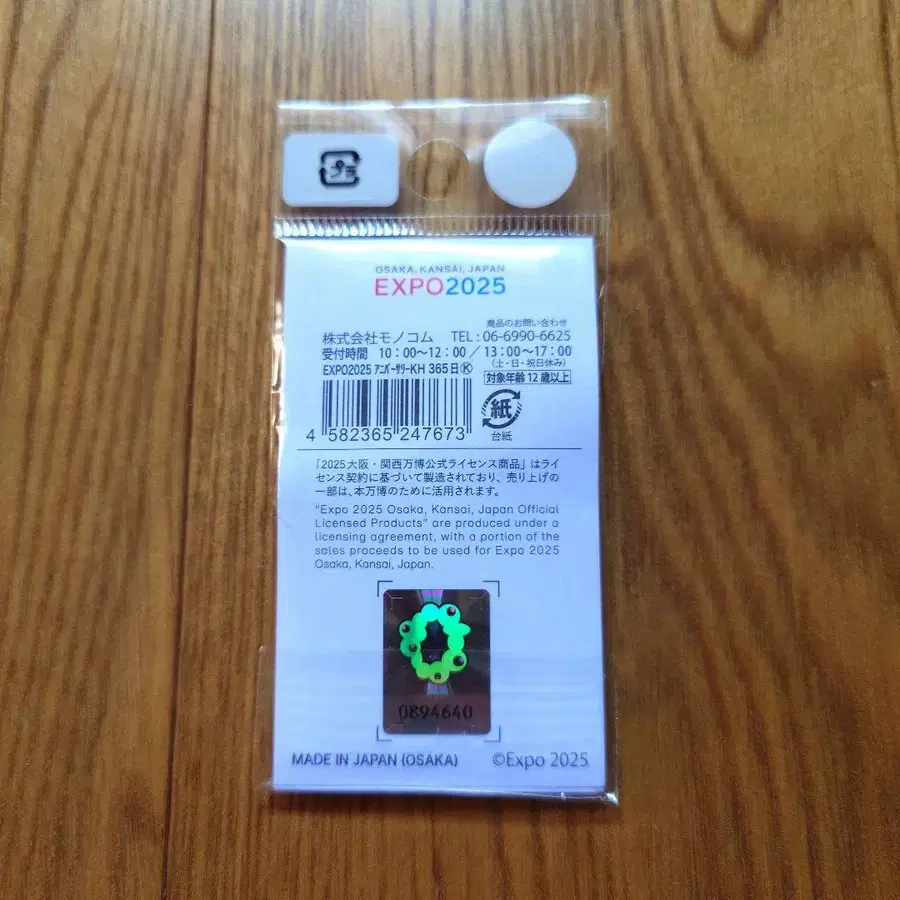 プラ
OSAKA, KANSAI, JAPAN
EXPO2025
商品のお問い合わせ
株式会社モノコム TEL : 06-6990-6625
受付時間 10：00〜12：00 ／ 13：00〜17：00
（土・日・祝日休み）
EXPO2025 ｱﾆﾊﾞｰｻﾘｰKH 365日Ⓚ
対象年齢 12 歳以上
紙
台紙
4 582365 247673
「2025大阪・関西万博公式ライセンス商品」はライ
センス契約に基づいて製造されており、売り上げの
一部は、本万博のために活用されます。
"Expo 2025 Osaka, Kansai, Japan Official
Licensed Products" are produced under a
licensing agreement, with a portion of the
sales proceeds to be used for Expo 2025
Osaka, Kansai, Japan.
0894640
MADE IN JAPAN (OSAKA) ©Expo 2025